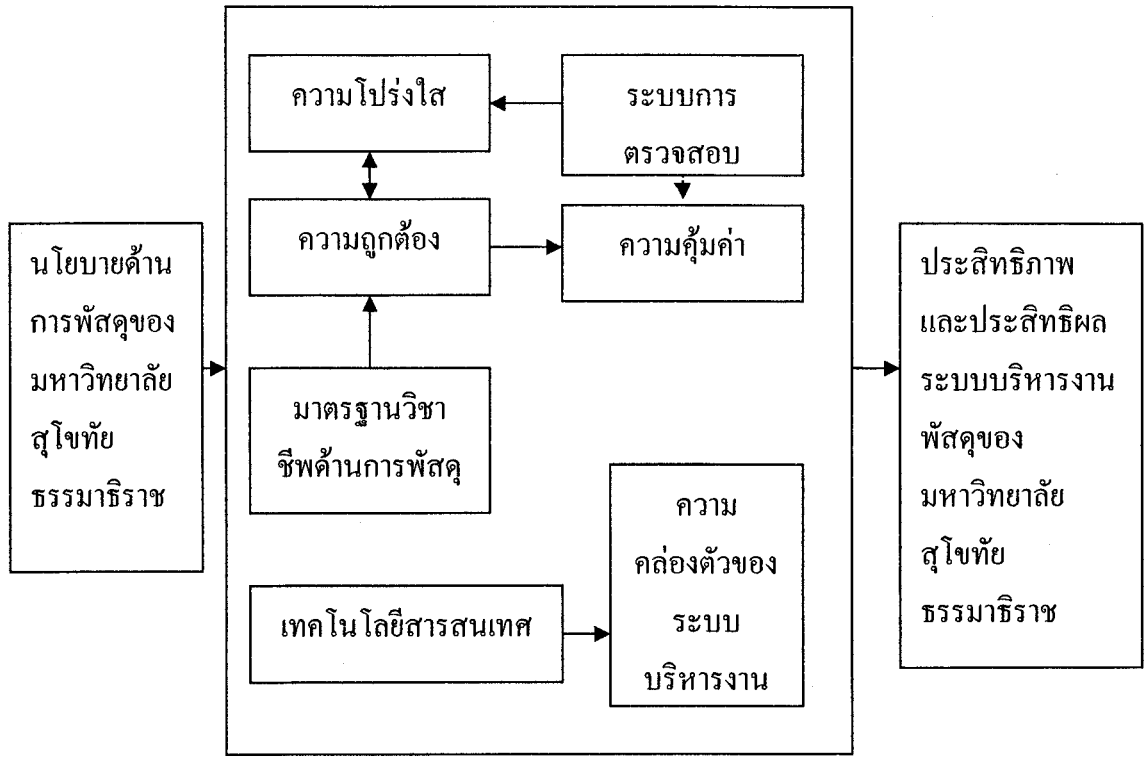 นโยบายด้าน
การพัสดุของ
มหาวิทยาลัย
สุโขทัย
ธรรมาธิราช
ความโปร่งใส
ระบบการ
ตรวจสอบ
ความถูกต้อง
ความคุ้มค่า
มาตรฐานวิชา
ชีพด้านการพัสดุ
เทคโนโลยีสารสนเทศ
ความ
คล่องตัวของ
ระบบ
บริหารงาน
ประสิทธิภาพ
และประสิทธิผล
ระบบบริหารงาน
พัสดุของ
มหาวิทยาลัย
สุโขทัย
ธรรมาธิราช